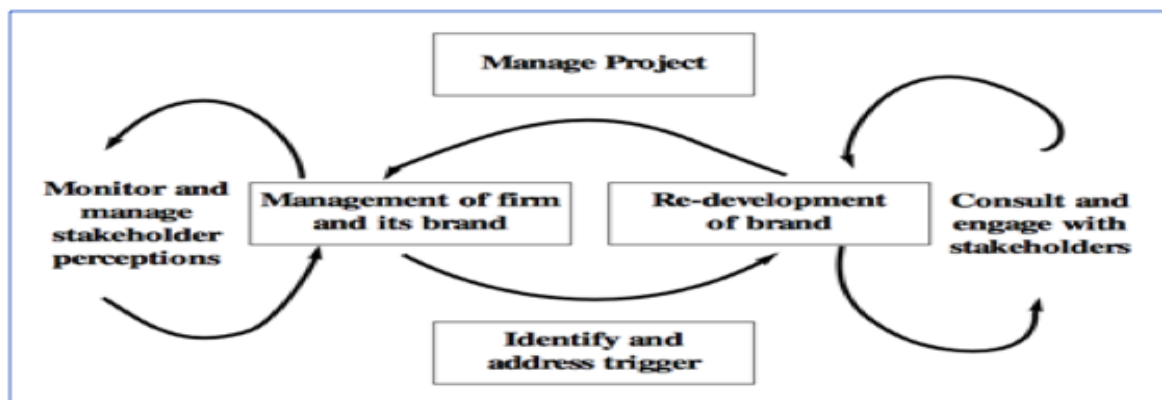 Manage Project
Monitor and
manage
stakeholder
perceptions
Management of firm
and its brand
Re-development
of brand
Consult and
engage with
stakeholders
Identify and
address trigger